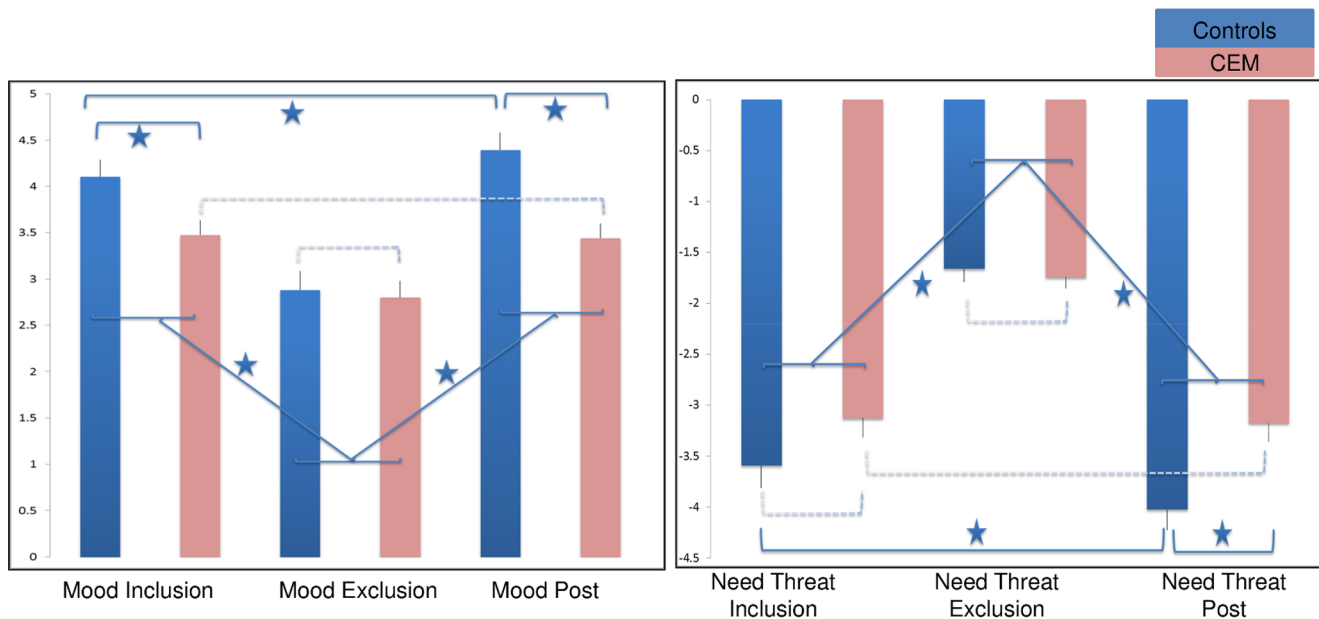 Controls
CEM
5
4.5
4
3.5
3
2.5
2
1.5
1
0.5
0
Mood Inclusion
Mood Exclusion
Mood Post
0
-0.5
-1
-1.5
-2
-2.5
-3
-3.5
-4
-4.5
Need Threat
Inclusion
Need Threat
Exclusion
Need Threat
Post